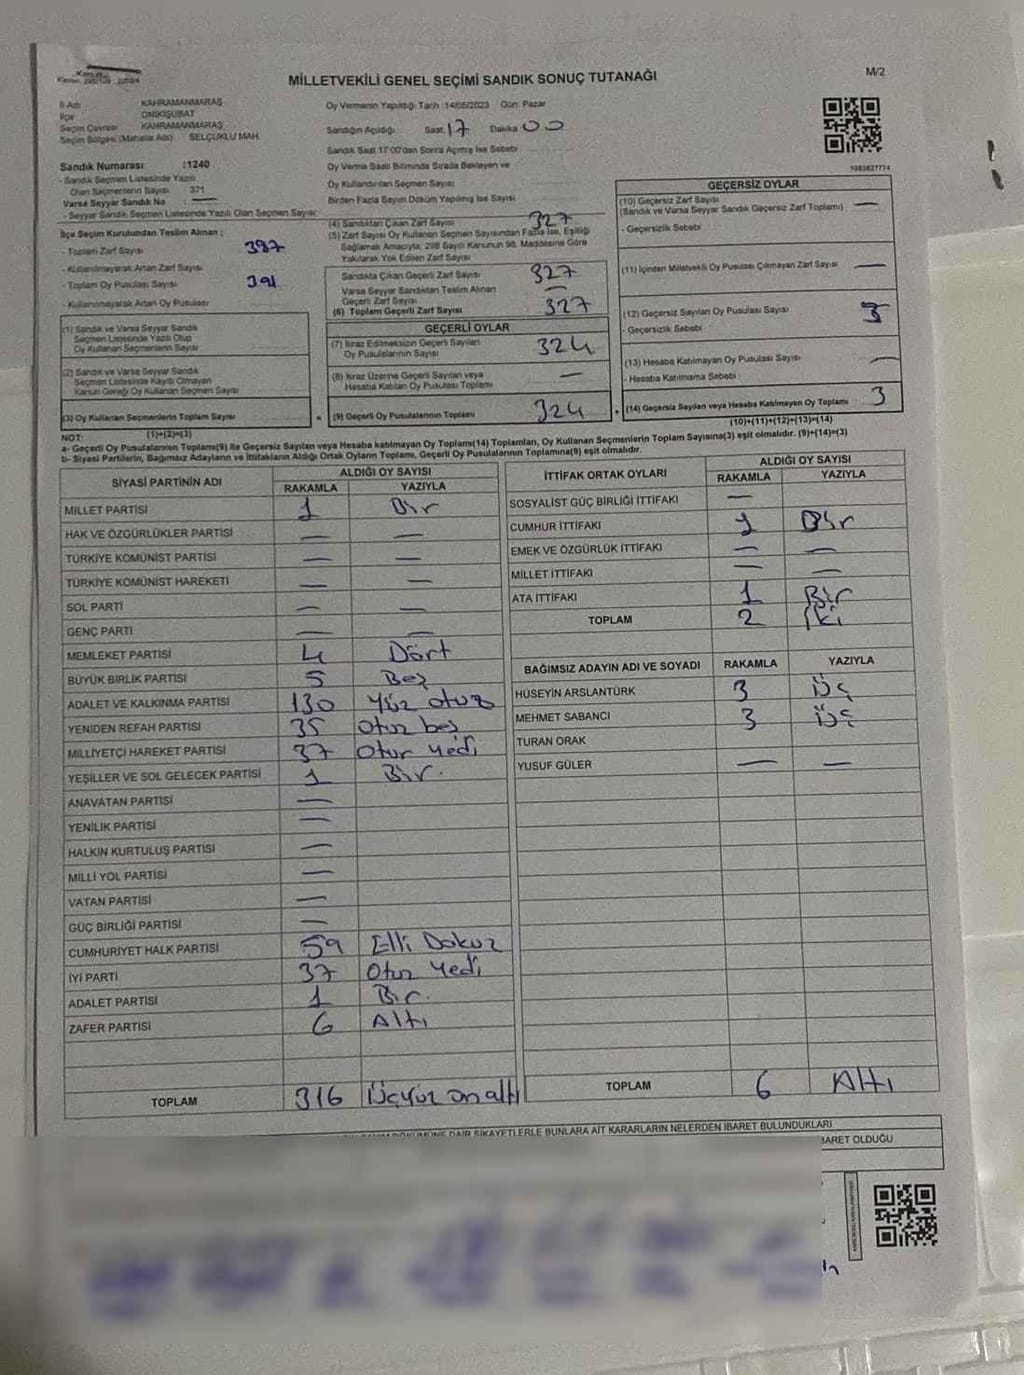 MİLLETVEKİLİ GENEL SEÇİMİ SANDIK SONUÇ TUTANAĞI
M/2
İl Adı KAHRAMANMARAŞ
İlçe ONİKİŞUBAT
Seçim Çevresi KAHRAMANMARAŞ
Seçim Bölgesi (Mahalle Adı) : SELÇUKLU MAH.
Sandık Numarası :1240
- Sandık Seçmen Listesinde Yazılı
Olan Seçmenlerin Sayısı : 371
Varsa Seyyar Sandık No : —
- Seyyar Sandık Seçmen Listesinde Yazılı Olan Seçmen Sayısı:
Oy Vermenin Yapıldığı Tarih :14/05/2023 Gün: Pazar
Sandığın Açıldığı Saat 17 Dakika 00
Sandık Saat 17:00'den Sonra Açılmış İse Sebebi
Oy Verme Saati Bitiminde Sırada Bekleyen ve
Oy Kullandırılan Seçmen Sayısı
Birden Fazla Sayım Döküm Yapılmış İse Sayısı
1083827774
İlçe Seçim Kurulundan Teslim Alınan ;
- Toplam Zarf Sayısı 387
- Kullanılmayarak Artan Zarf Sayısı
- Toplam Oy Pusulası Sayısı 391
- Kullanılmayarak Artan Oy Pusulası
(1) Sandık ve Varsa Seyyar Sandık
Seçmen Listesinde Yazılı Olup
Oy Kullanan Seçmenlerin Sayısı
(2) Sandık ve Varsa Seyyar Sandık
Seçmen Listesinde Kayıtlı Olmayan
Kanun Gereği Oy Kullanan Seçmen Sayısı
(3) Oy Kullanan Seçmenlerin Toplam Sayısı
(1)+(2)=(3)
(4) Sandıktan Çıkan Zarf Sayısı 327
(5) Zarf Sayısı Oy Kullanan Seçmen Sayısından Fazla İse, Eşitliği
Sağlamak Amacıyla; 298 Sayılı Kanunun 98. Maddesine Göre
Yakılarak Yok Edilen Zarf Sayısı
Sandıkta Çıkan Geçerli Zarf Sayısı 327
Varsa Seyyar Sandıktan Teslim Alınan
Geçerli Zarf Sayısı —
(6) Toplam Geçerli Zarf Sayısı 327
GEÇERLİ OYLAR
(7) İtiraz Edilmeksizin Geçerli Sayılan
Oy Pusulalarının Sayısı 324
(8) İtiraz Üzerine Geçerli Sayılan veya
Hesaba Katılan Oy Pusulası Toplamı —
= (9) Geçerli Oy Pusulalarının Toplamı 324
GEÇERSİZ OYLAR
(10) Geçersiz Zarf Sayısı
(Sandık ve Varsa Seyyar Sandık Geçersiz Zarf Toplamı) —
- Geçersizlik Sebebi
(11) İçinden Milletvekili Oy Pusulası Çıkmayan Zarf Sayısı —
(12) Geçersiz Sayılan Oy Pusulası Sayısı 3
- Geçersizlik Sebebi
(13) Hesaba Katılmayan Oy Pusulası Sayısı —
- Hesaba Katılmama Sebebi
+ (14) Geçersiz Sayılan veya Hesaba Katılmayan Oy Toplamı 3
(10)+(11)+(12)+(13)=(14)
NOT:
a- Geçerli Oy Pusulalarının Toplamı(9) ile Geçersiz Sayılan veya Hesaba katılmayan Oy Toplamı(14) Toplamları, Oy Kullanan Seçmenlerin Toplam Sayısına(3) eşit olmalıdır. (9)+(14)=(3)
b- Siyasi Partilerin, Bağımsız Adayların ve İttifakların Aldığı Ortak Oyların Toplamı, Geçerli Oy Pusulalarının Toplamına(9) eşit olmalıdır.
SİYASİ PARTİNİN ADI ALDIĞI OY SAYISI
RAKAMLA YAZIYLA
MİLLET PARTİSİ 1 Bir
HAK VE ÖZGÜRLÜKLER PARTİSİ — —
TÜRKİYE KOMÜNİST PARTİSİ — —
TÜRKİYE KOMÜNİST HAREKETİ — —
SOL PARTİ — —
GENÇ PARTİ — —
MEMLEKET PARTİSİ 4 Dört
BÜYÜK BİRLİK PARTİSİ 5 Beş
ADALET VE KALKINMA PARTİSİ 130 Yüz otuz
YENİDEN REFAH PARTİSİ 35 Otuz beş
MİLLİYETÇİ HAREKET PARTİSİ 37 Otuz yedi
YEŞİLLER VE SOL GELECEK PARTİSİ 1 Bir.
ANAVATAN PARTİSİ —
YENİLİK PARTİSİ —
HALKIN KURTULUŞ PARTİSİ —
MİLLİ YOL PARTİSİ —
VATAN PARTİSİ —
GÜÇ BİRLİĞİ PARTİSİ —
CUMHURİYET HALK PARTİSİ 59 Elli Dokuz
İYİ PARTİ 37 Otuz Yedi
ADALET PARTİSİ 1 Bir.
ZAFER PARTİSİ 6 Altı
TOPLAM 316 Üçyüz on altı
İTTİFAK ORTAK OYLARI ALDIĞI OY SAYISI
RAKAMLA YAZIYLA
SOSYALİST GÜÇ BİRLİĞİ İTTİFAKI —
CUMHUR İTTİFAKI 1 Bir
EMEK VE ÖZGÜRLÜK İTTİFAKI — —
MİLLET İTTİFAKI — —
ATA İTTİFAKI 1 Bir
TOPLAM 2 İki
BAĞIMSIZ ADAYIN ADI VE SOYADI RAKAMLA YAZIYLA
HÜSEYİN ARSLANTÜRK 3 Üç
MEHMET SABANCI 3 Üç
TURAN ORAK
YUSUF GÜLER — —
TOPLAM 6 Altı
DÖKÜMÜNE DAİR ŞİKAYETLERLE BUNLARA AİT KARARLARIN NELERDEN İBARET BULUNDUKLARI
BARET OLDUĞU